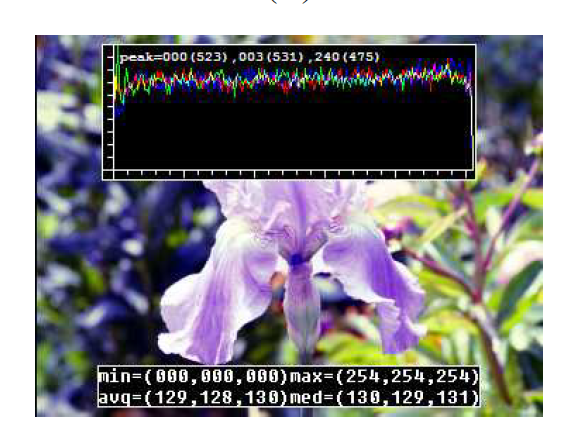 peak=000(523),003(531),240(475)
min=(000,000,000)max=(254,254,254)
avg=(129,128,130)med=(130,129,131)